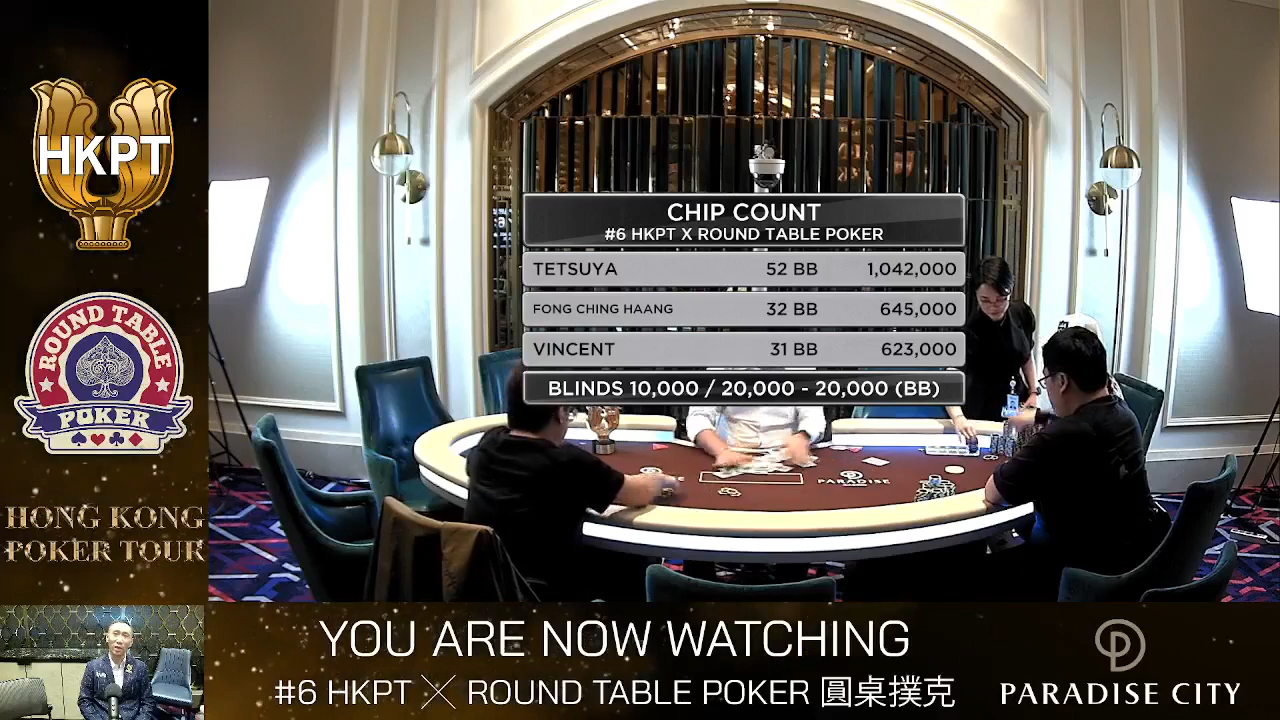 HKPT
ROUND TABLE
POKER
HONG KONG
POKER TOUR
CHIP COUNT
#6 HKPT X ROUND TABLE POKER
TETSUYA 52 BB 1,042,000
FONG CHING HAANG 32 BB 645,000
VINCENT 31 BB 623,000
BLINDS 10,000 / 20,000 - 20,000 (BB)
PARADISE
YOU ARE NOW WATCHING
#6 HKPT X ROUND TABLE POKER 圓桌撲克
PARADISE CITY